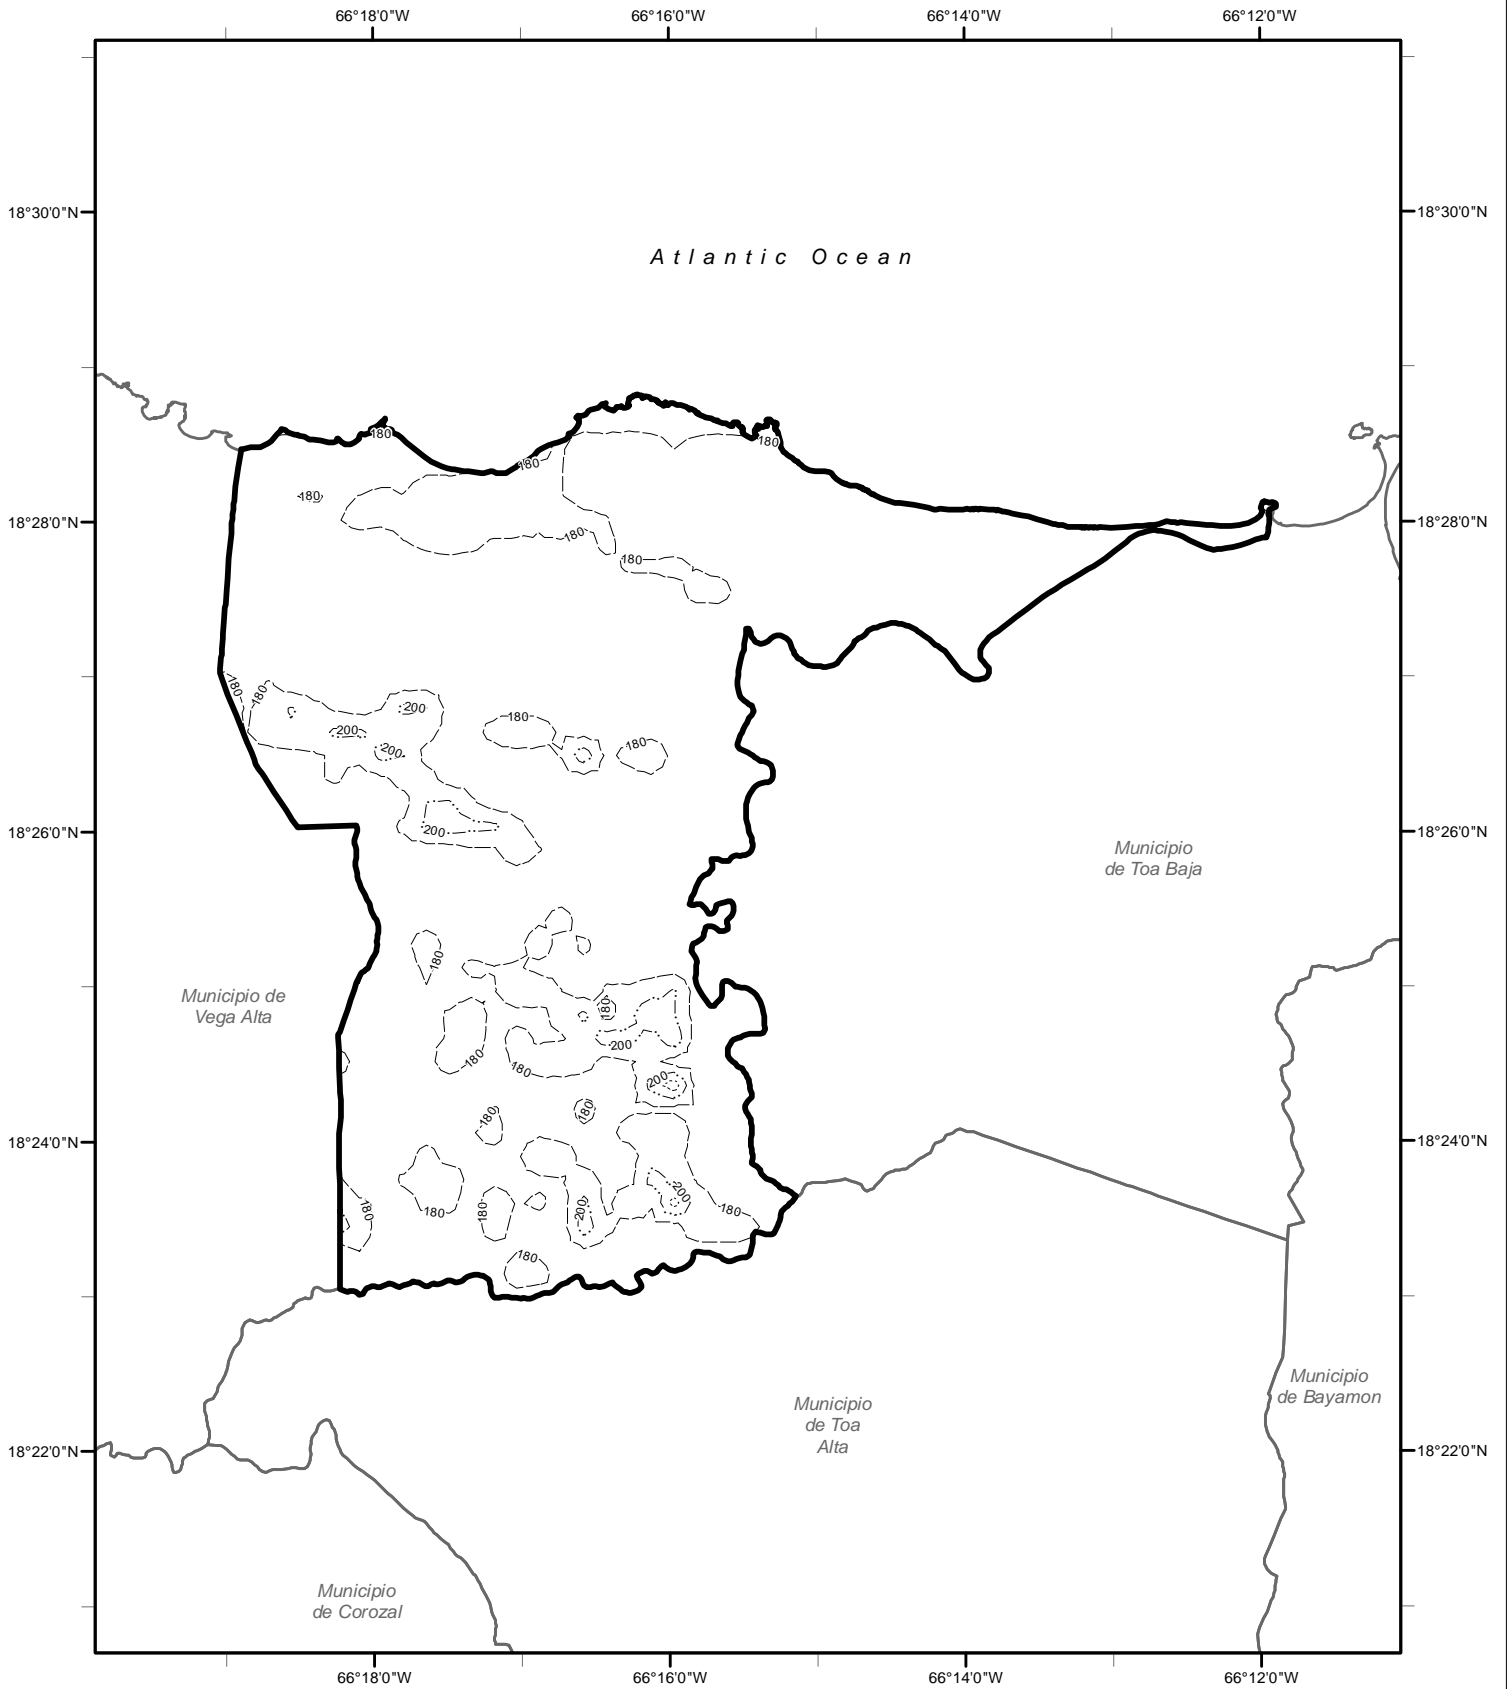 66°18'0"W 66°16'0"W 66°14'0"W 66°12'0"W
18°30'0"N 18°30'0"N
Atlantic Ocean
180 180
180
180
18°28'0"N 18°28'0"N
180
180
180 180
200
180
200 180
200
18°26'0"N 200 18°26'0"N
Municipio
de Toa Baja
180
Municipio de
Vega Alta
180
200
180
180
200
180
180
18°24'0"N 18°24'0"N
200
180
180 180 200 180
180
Municipio
de Bayamon
Municipio
de Toa
Alta
18°22'0"N 18°22'0"N
Municipio
de Corozal
66°18'0"W 66°16'0"W 66°14'0"W 66°12'0"W